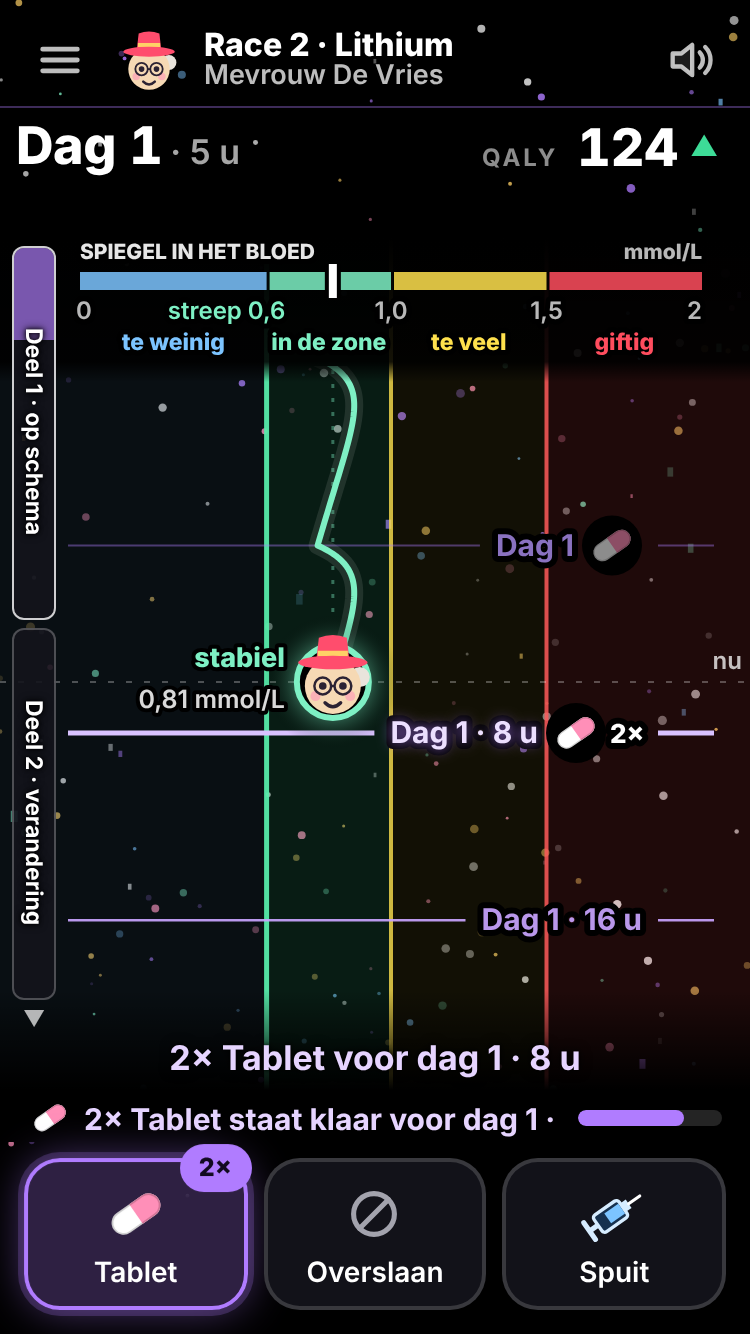 Race 2 · Lithium
Mevrouw De Vries
Dag 1 · 5 u
QALY 124
SPIEGEL IN HET BLOED mmol/L
0 streep 0,6 1,0 1,5 2
te weinig in de zone te veel giftig
Deel 1 · op schema
Dag 1
stabiel
nu
0,81 mmol/L
Dag 1 · 8 u 2×
Deel 2 · verandering
Dag 1 · 16 u
2× Tablet voor dag 1 · 8 u
2× Tablet staat klaar voor dag 1 ·
2×
Tablet
Overslaan
Spuit